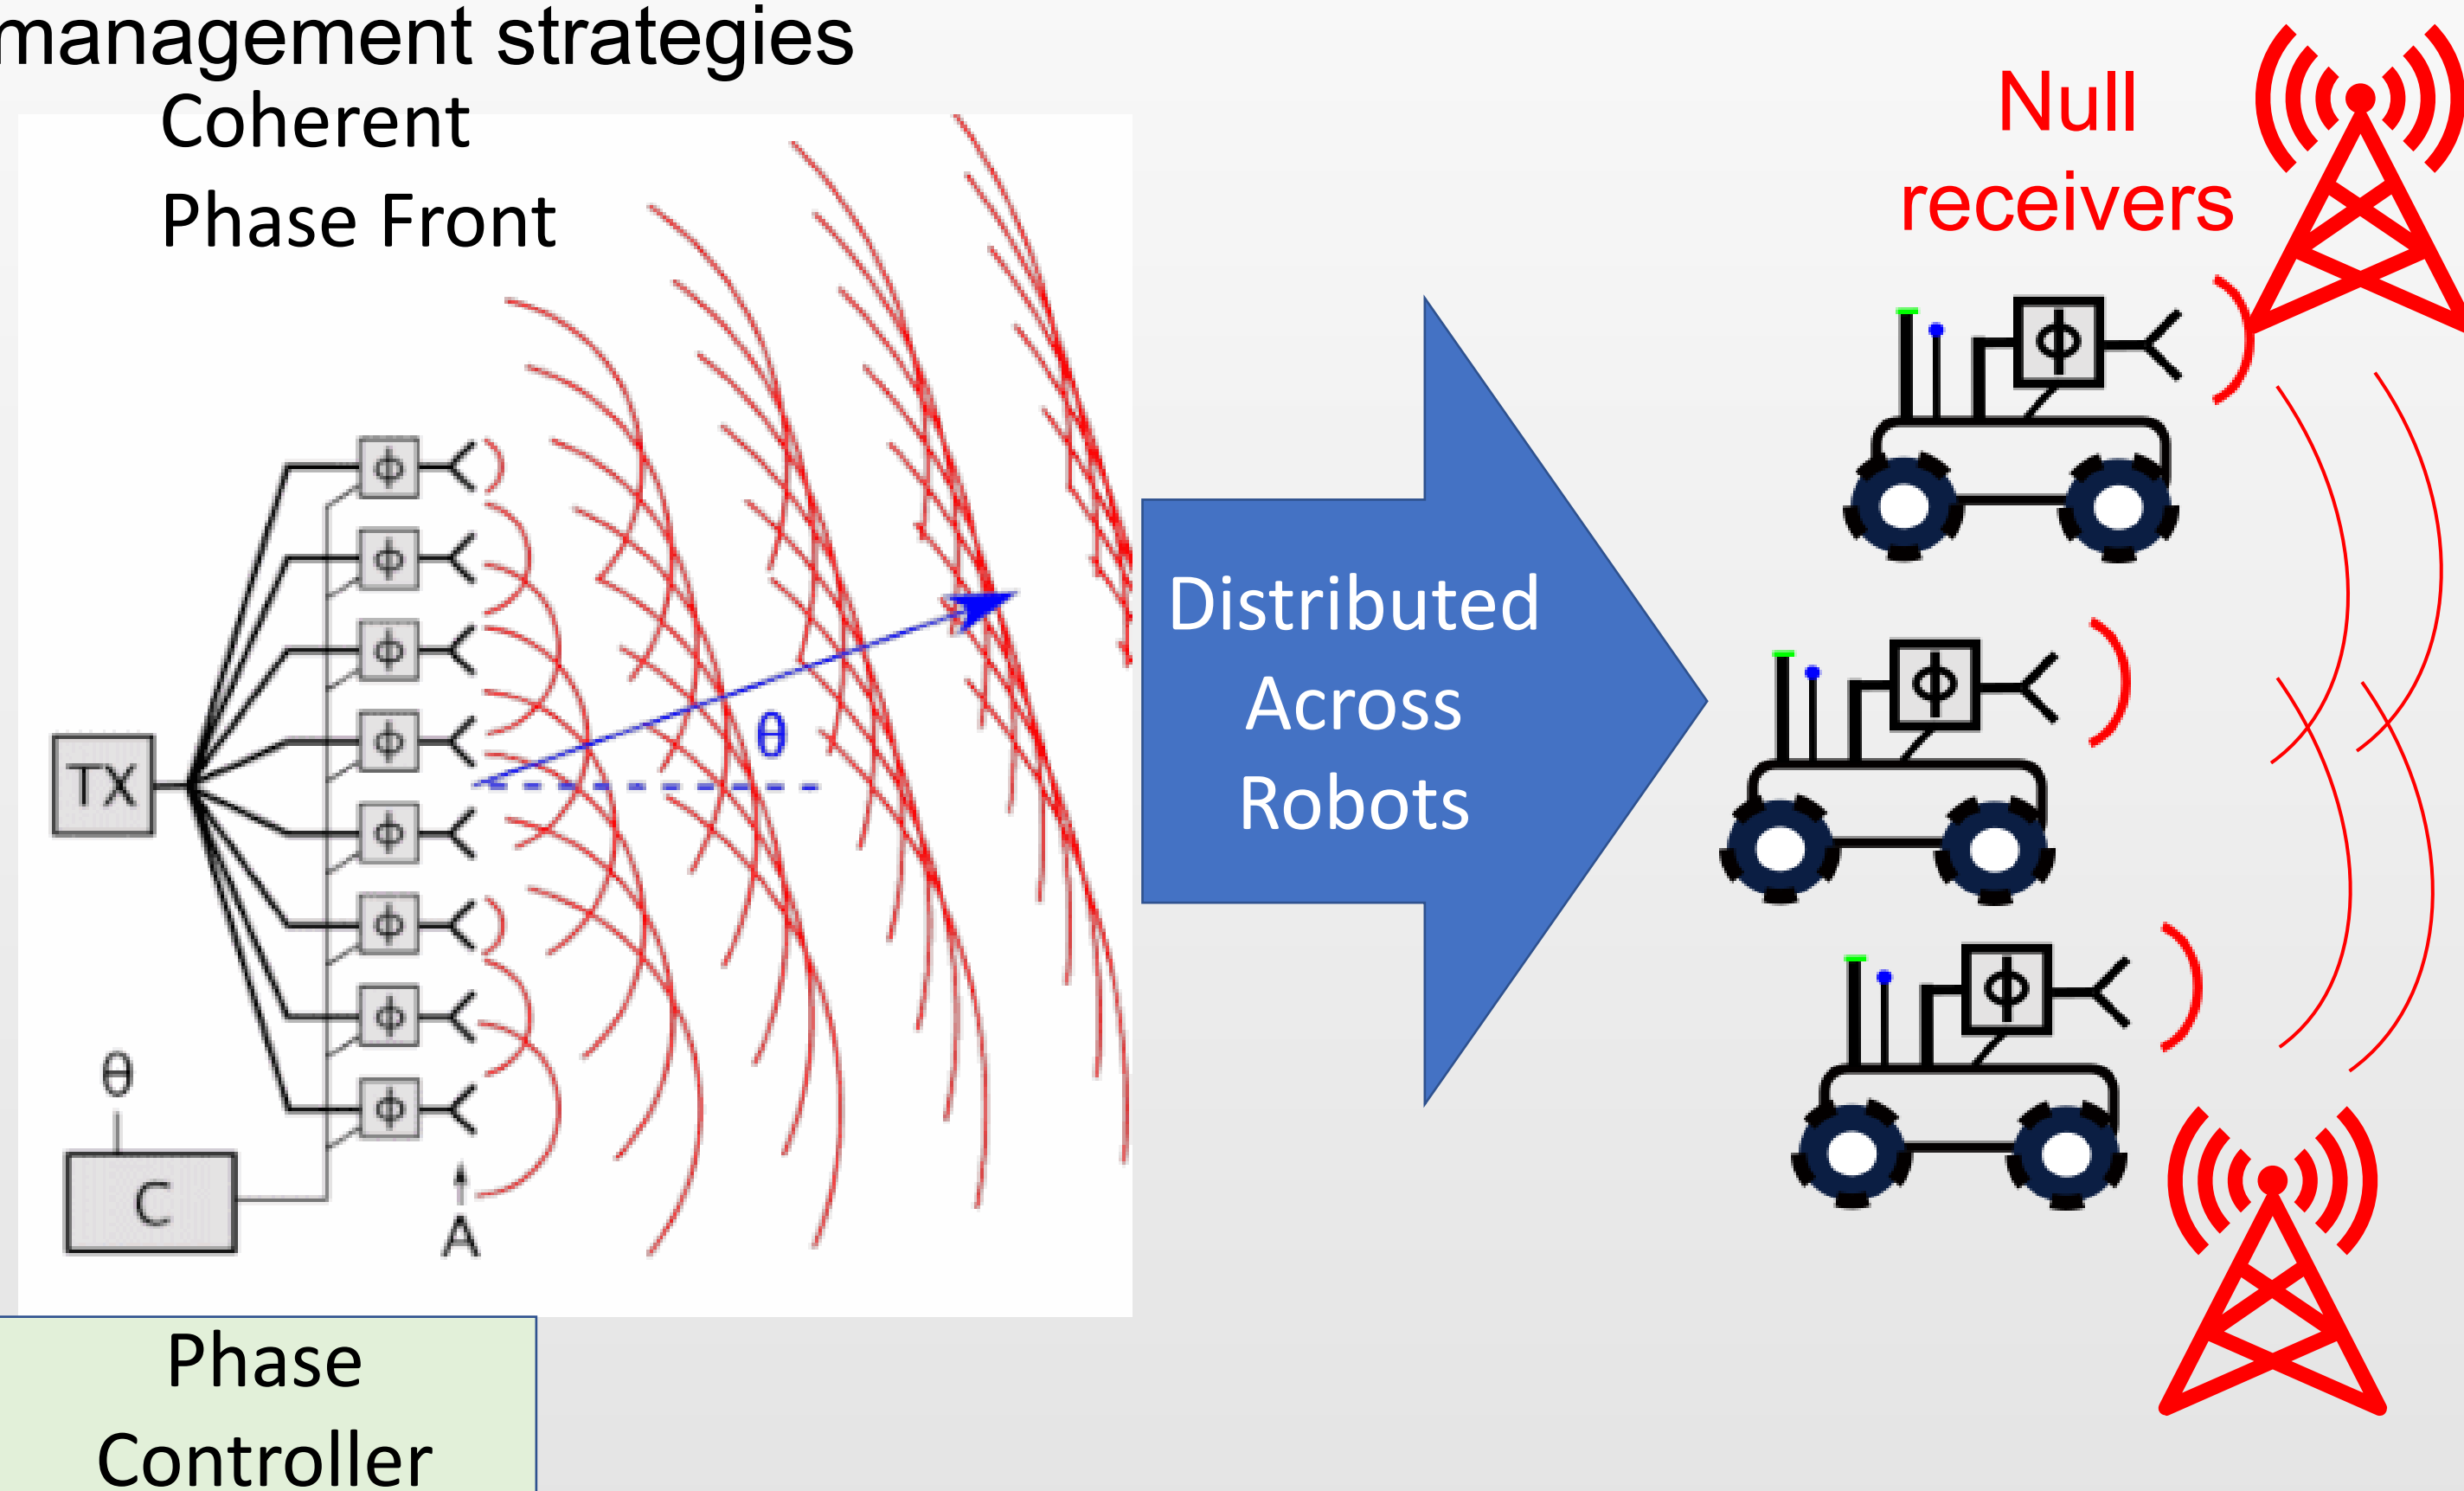 management strategies
Coherent
Phase Front
Null
receivers
Φ
Φ
Φ
Φ
Φ
Φ
Φ
Φ
TX
θ
θ
C
A
Distributed
Across
Robots
Φ
Φ
Φ
Phase
Controller